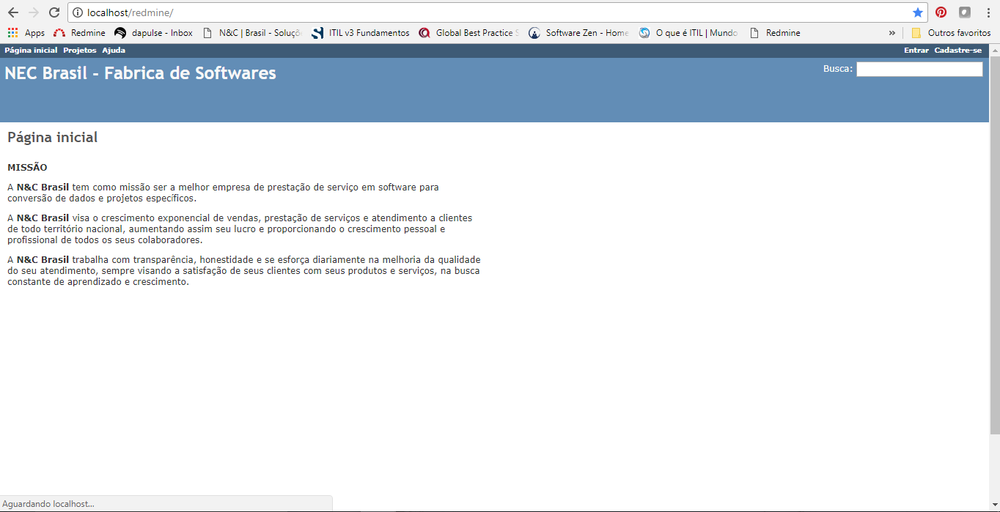 localhost/redmine/
Apps Redmine dapulse - Inbox N&C | Brasil - Soluçõ ITIL v3 Fundamentos Global Best Practice S Software Zen - Home O que é ITIL | Mundo Redmine » Outros favoritos
Página inicial Projetos Ajuda Entrar Cadastre-se
NEC Brasil - Fabrica de Softwares Busca:
Página inicial
MISSÃO
A N&C Brasil tem como missão ser a melhor empresa de prestação de serviço em software para
conversão de dados e projetos específicos.
A N&C Brasil visa o crescimento exponencial de vendas, prestação de serviços e atendimento a clientes
de todo território nacional, aumentando assim seu lucro e proporcionando o crescimento pessoal e
profissional de todos os seus colaboradores.
A N&C Brasil trabalha com transparência, honestidade e se esforça diariamente na melhoria da qualidade
do seu atendimento, sempre visando a satisfação de seus clientes com seus produtos e serviços, na busca
constante de aprendizado e crescimento.
Aguardando localhost...